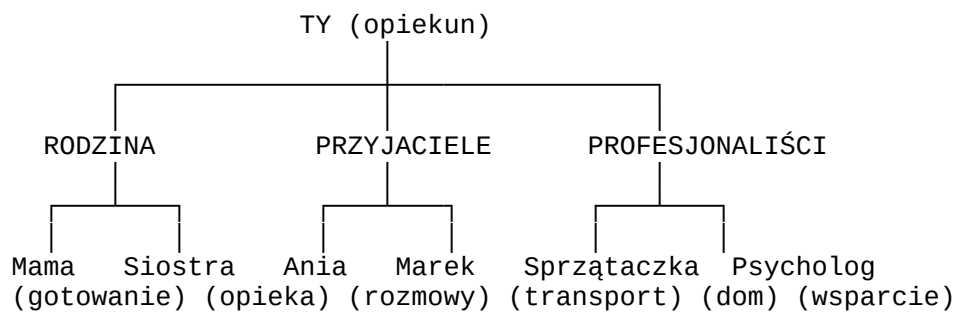 TY (opiekun)
RODZINA PRZYJACIELE PROFESJONALIŚCI
Mama Siostra Ania Marek Sprzątaczka Psycholog
(gotowanie) (opieka) (rozmowy) (transport) (dom) (wsparcie)